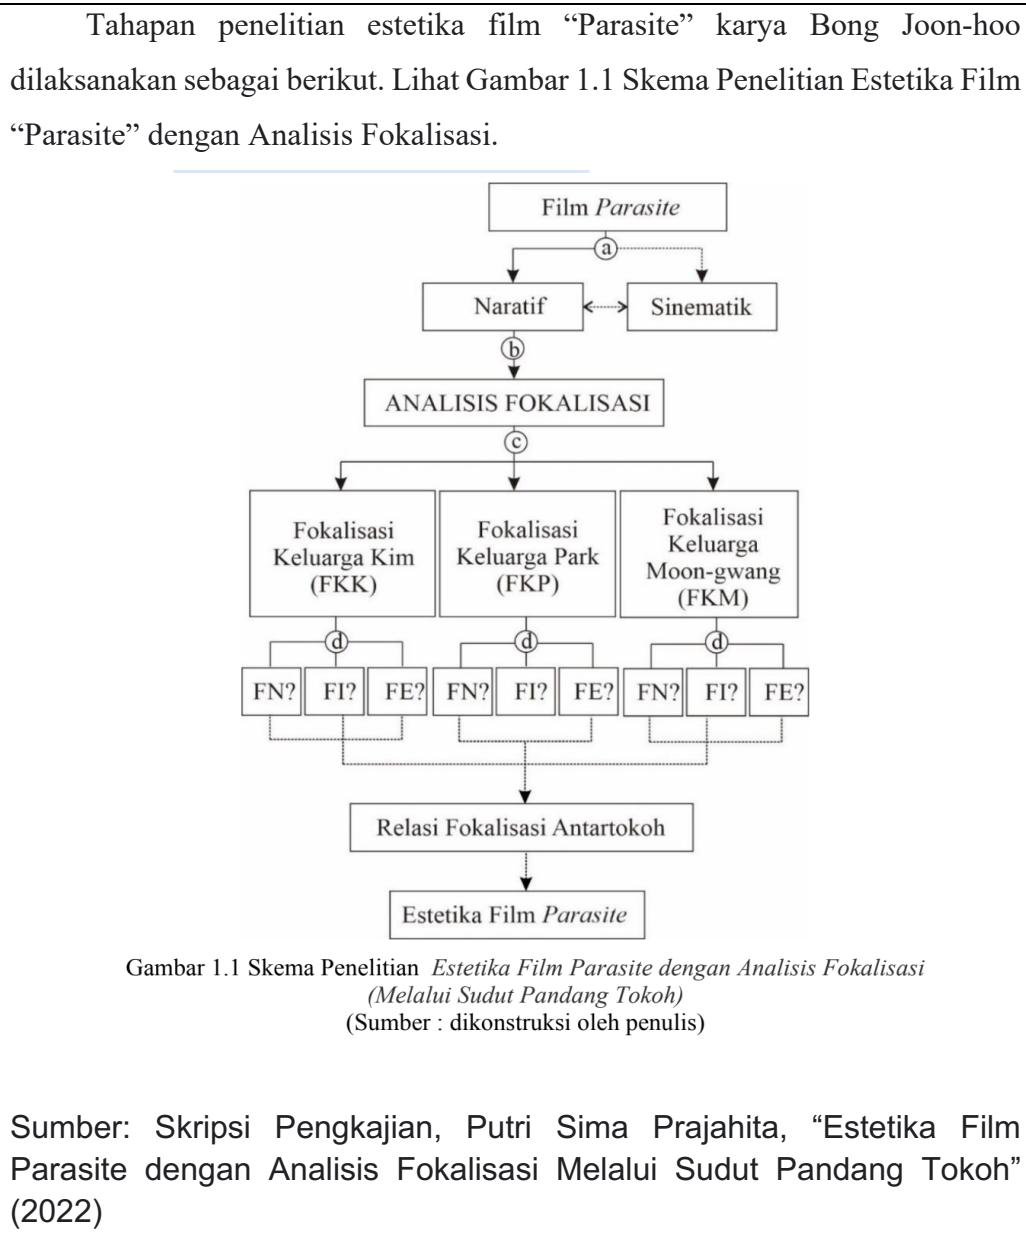 Tahapan penelitian estetika film “Parasite” karya Bong Joon-hoo
dilaksanakan sebagai berikut. Lihat Gambar 1.1 Skema Penelitian Estetika Film
“Parasite” dengan Analisis Fokalisasi.
Film Parasite
a
Naratif
Sinematik
b
ANALISIS FOKALISASI
c
Fokalisasi
Keluarga Kim
(FKK)
Fokalisasi
Keluarga Park
(FKP)
Fokalisasi
Keluarga
Moon-gwang
(FKM)
d
d
d
FN? FI? FE? FN? FI? FE? FN? FI? FE?
Relasi Fokalisasi Antartokoh
Estetika Film Parasite
Gambar 1.1 Skema Penelitian Estetika Film Parasite dengan Analisis Fokalisasi
(Melalui Sudut Pandang Tokoh)
(Sumber : dikonstruksi oleh penulis)
Sumber: Skripsi Pengkajian, Putri Sima Prajahita, “Estetika Film
Parasite dengan Analisis Fokalisasi Melalui Sudut Pandang Tokoh”
(2022)